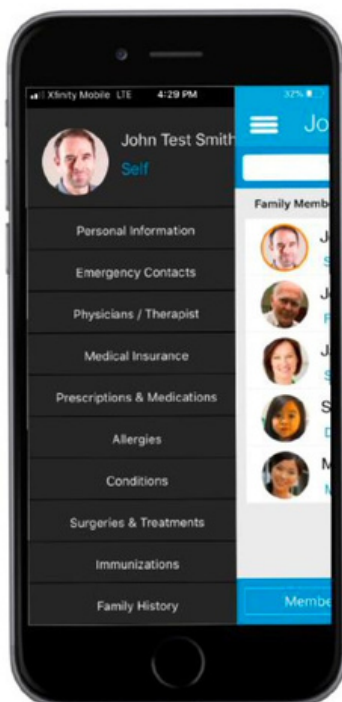 Xfinity Mobile LTE 4:29 PM 32%
Jo
John Test Smith
Self
Family Memb
Personal Information
Emergency Contacts
Physicians / Therapist
Medical Insurance
Prescriptions & Medications
Allergies
Conditions
Surgeries & Treatments
Immunizations
Family History
J
S
J
F
J
S
S
D
M
M
Membe